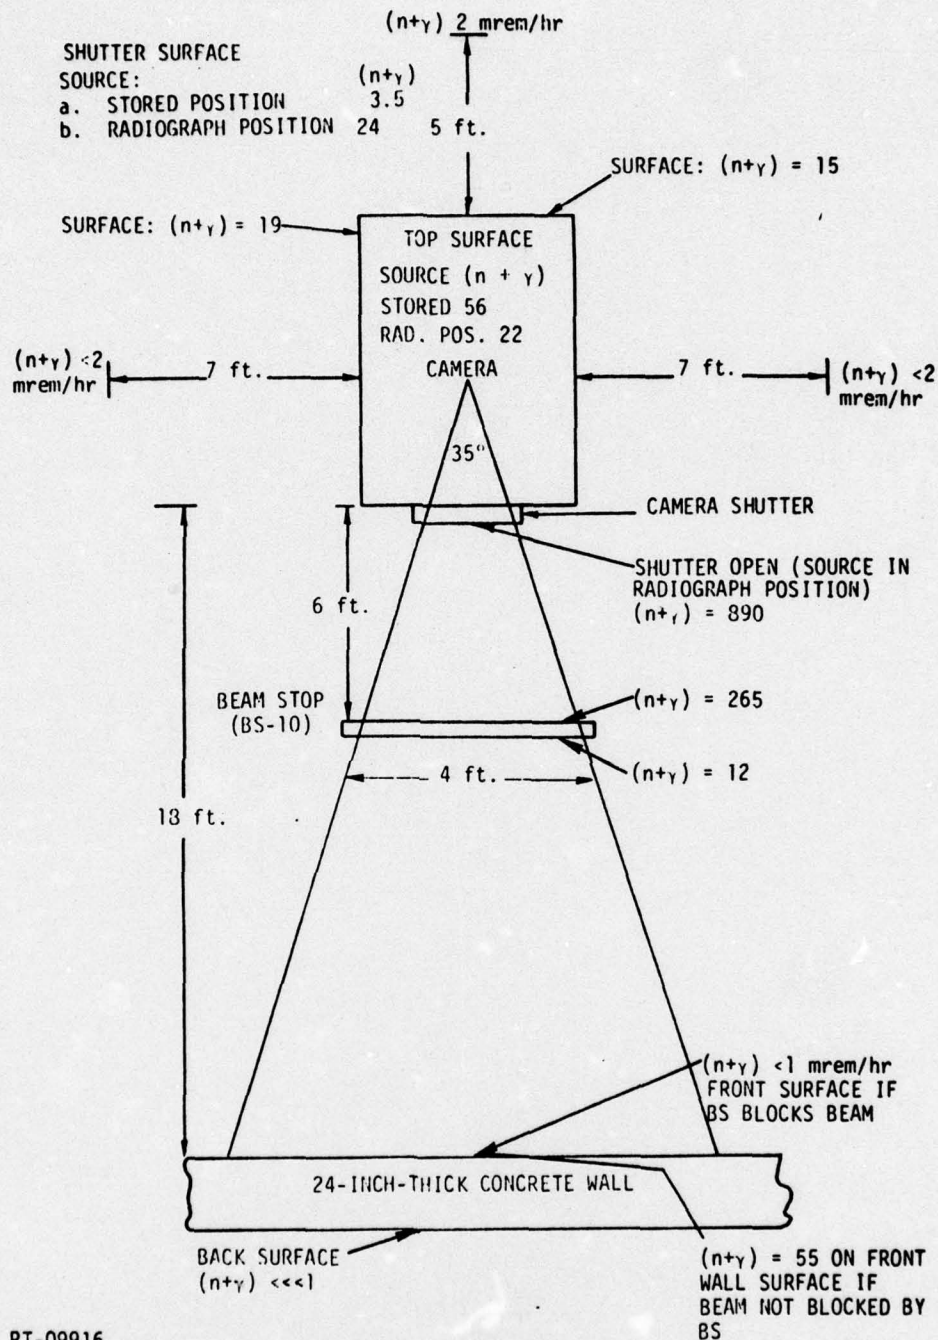 (n+γ) 2 mrem/hr
SHUTTER SURFACE
SOURCE: (n+γ)
a. STORED POSITION 3.5
b. RADIOGRAPH POSITION 24
5 ft.
SURFACE: (n+γ) = 15
SURFACE: (n+γ) = 19
TOP SURFACE
SOURCE (n + γ)
STORED 56
RAD. POS. 22
CAMERA
(n+γ) <2
mrem/hr
7 ft.
7 ft.
(n+γ) <2
mrem/hr
35°
CAMERA SHUTTER
SHUTTER OPEN (SOURCE IN
RADIOGRAPH POSITION)
(n+γ) = 890
6 ft.
BEAM STOP
(BS-10)
(n+γ) = 265
(n+γ) = 12
4 ft.
13 ft.
(n+γ) <1 mrem/hr
FRONT SURFACE IF
BS BLOCKS BEAM
24-INCH-THICK CONCRETE WALL
BACK SURFACE
(n+γ) <<<1
(n+γ) = 55 ON FRONT
WALL SURFACE IF
BEAM NOT BLOCKED BY
BS
RT-09916